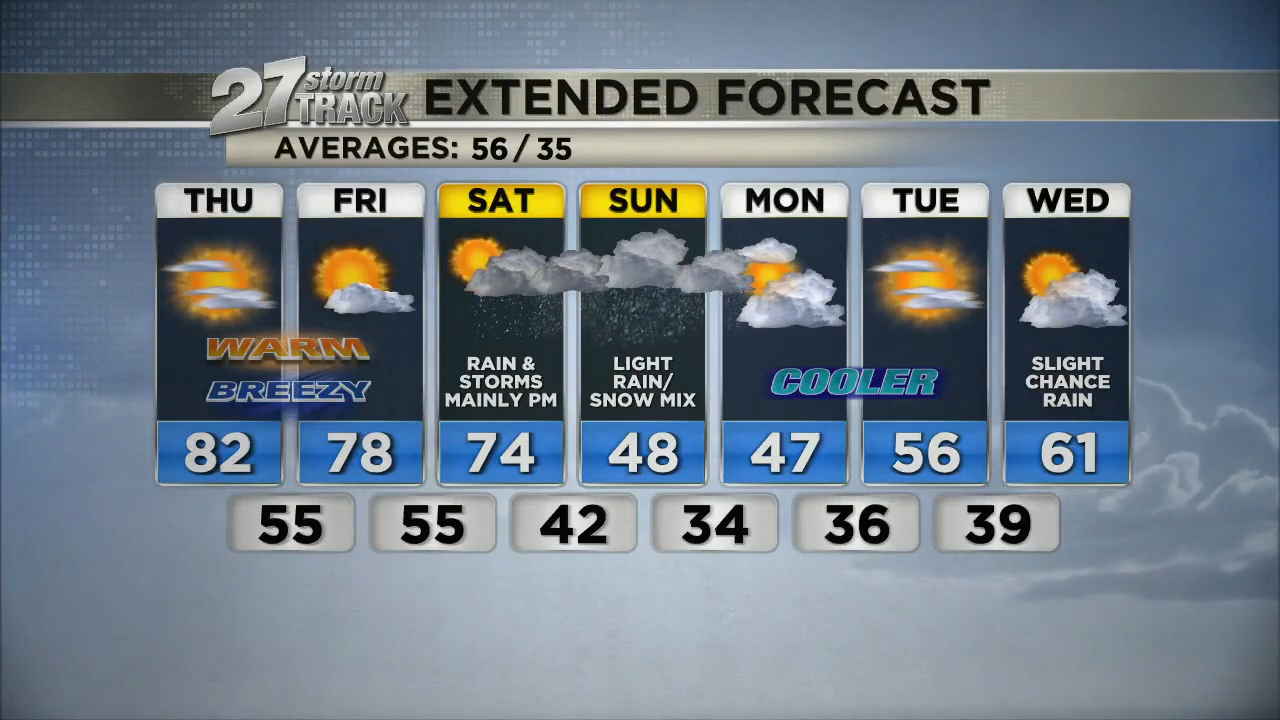 27 storm TRACK EXTENDED FORECAST
AVERAGES: 56 / 35
THU FRI SAT SUN MON TUE WED
WARM
BREEZY
RAIN &
STORMS
MAINLY PM
LIGHT
RAIN/
SNOW MIX
COOLER
SLIGHT
CHANCE
RAIN
82 78 74 48 47 56 61
55 55 42 34 36 39